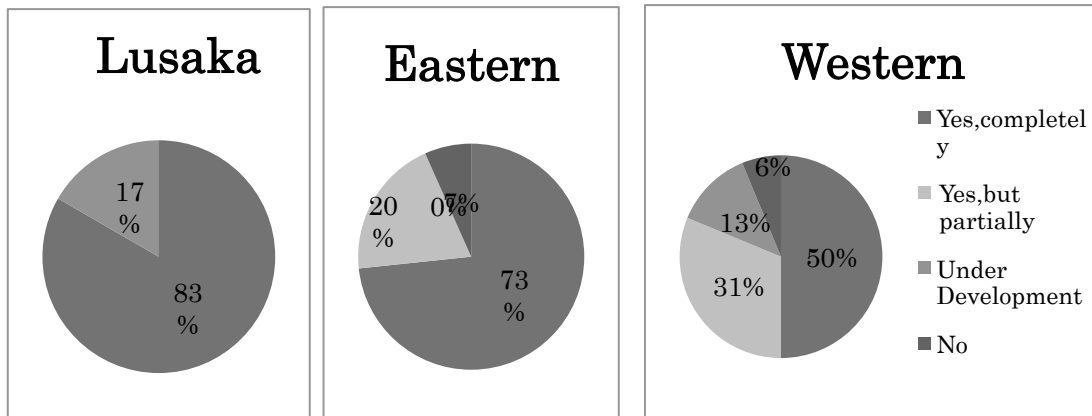 Lusaka
17
%
83
%
Eastern
20
%
0%
7%
73
%
Western
6%
13%
50%
31%
Yes,completel
y
Yes,but
partially
Under
Development
No